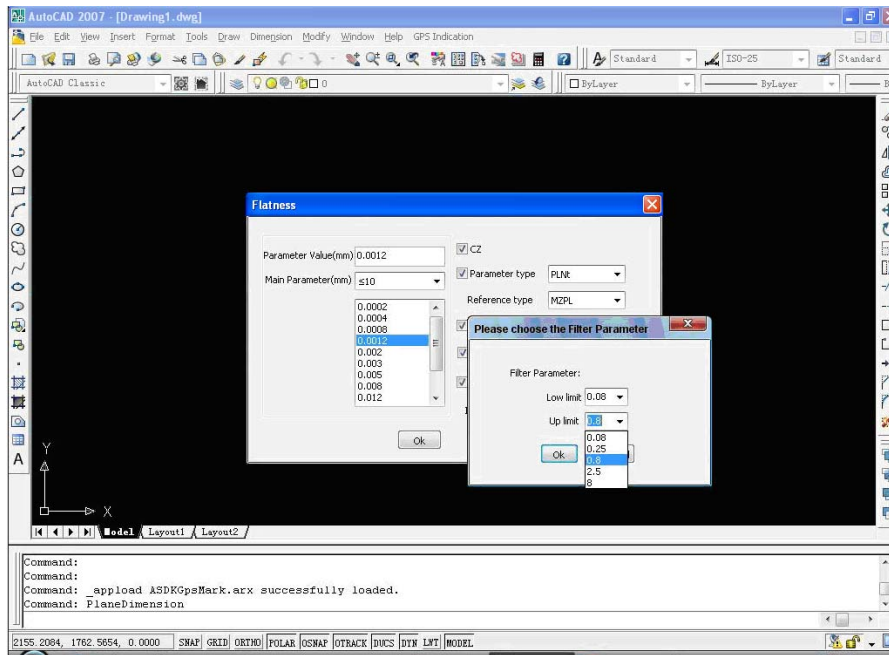 AutoCAD 2007 - [Drawing1.dwg]
File Edit View Insert Format Tools Draw Dimension Modify Window Help GPS Indication
Standard ISO-25 Standard
AutoCAD Classic 0 ByLayer ByLayer
Flatness
Parameter Value(mm) 0.0012
Main Parameter(mm) ≤10
0.0002
0.0004
0.0008
0.0012
0.002
0.003
0.005
0.008
0.012
Ok
CZ
Parameter type PLNt
Reference type MZPL
Please choose the Filter Parameter
Filter Parameter:
Low limit 0.08
Up limit 0.8
0.08
0.25
0.8
2.5
8
Ok
Y
X
A
Model Layout1 Layout2
Command:
Command:
Command: _appload ASDKGpsMark.arx successfully loaded.
Command: PlaneDimension
2155.2084, 1762.5654, 0.0000 SNAP GRID ORTHO POLAR OSNAP OTRACK DUCS DYN LWT MODEL